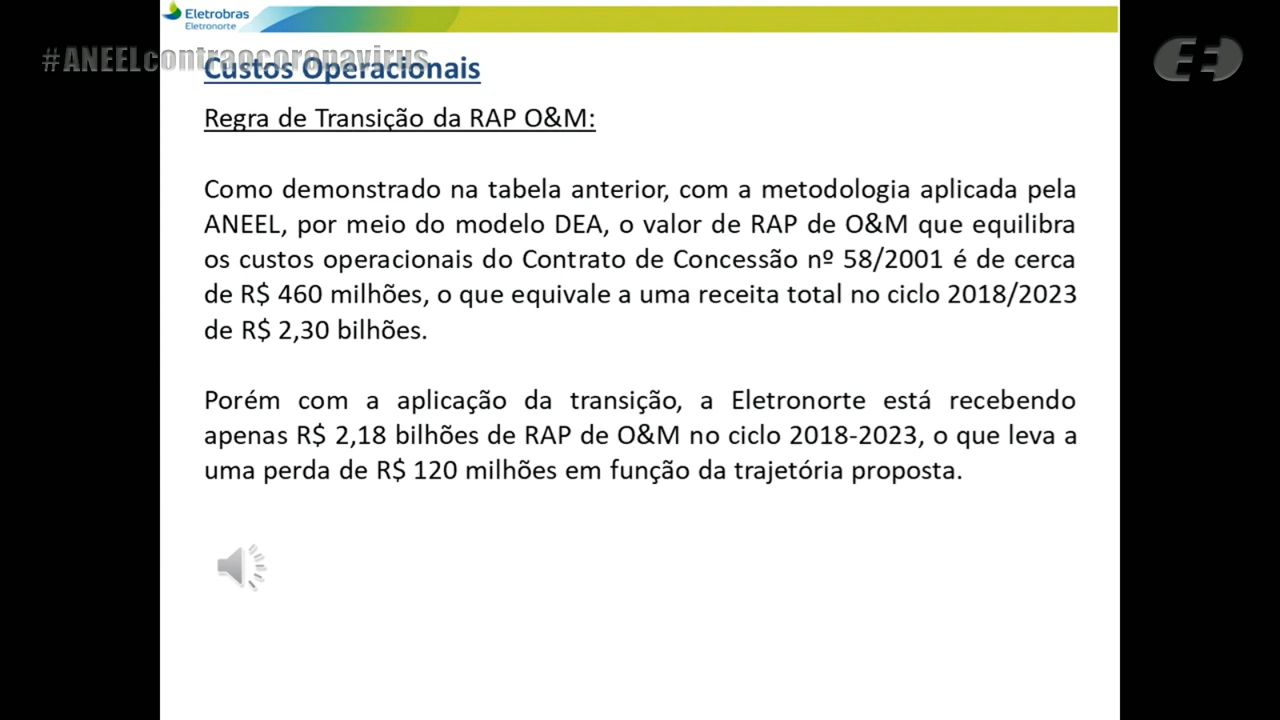 Eletrobras
Eletronorte
#ANEELcontraocoronavirus
Custos Operacionais
Regra de Transição da RAP O&M:
Como demonstrado na tabela anterior, com a metodologia aplicada pela
ANEEL, por meio do modelo DEA, o valor de RAP de O&M que equilibra
os custos operacionais do Contrato de Concessão nº 58/2001 é de cerca
de R$ 460 milhões, o que equivale a uma receita total no ciclo 2018/2023
de R$ 2,30 bilhões.
Porém com a aplicação da transição, a Eletronorte está recebendo
apenas R$ 2,18 bilhões de RAP de O&M no ciclo 2018-2023, o que leva a
uma perda de R$ 120 milhões em função da trajetória proposta.